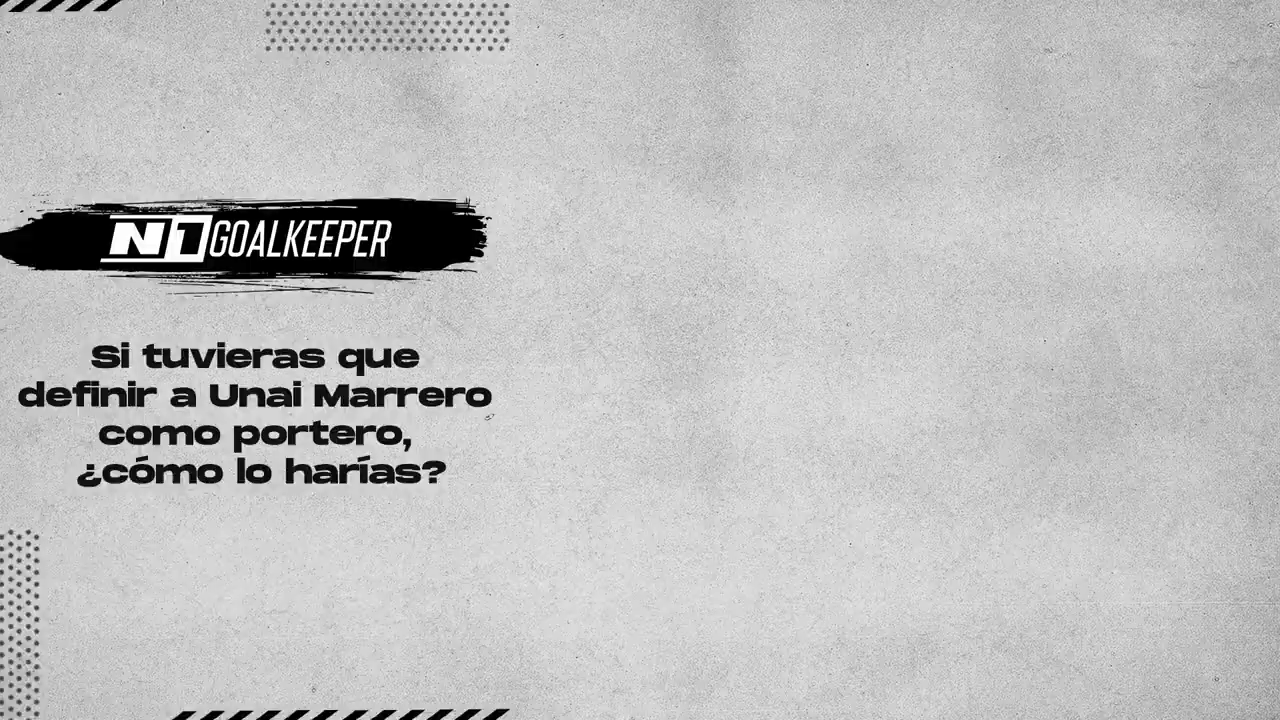 N1 GOALKEEPER
Si tuvieras que
definir a Unai Marrero
como portero,
¿cómo lo harías?